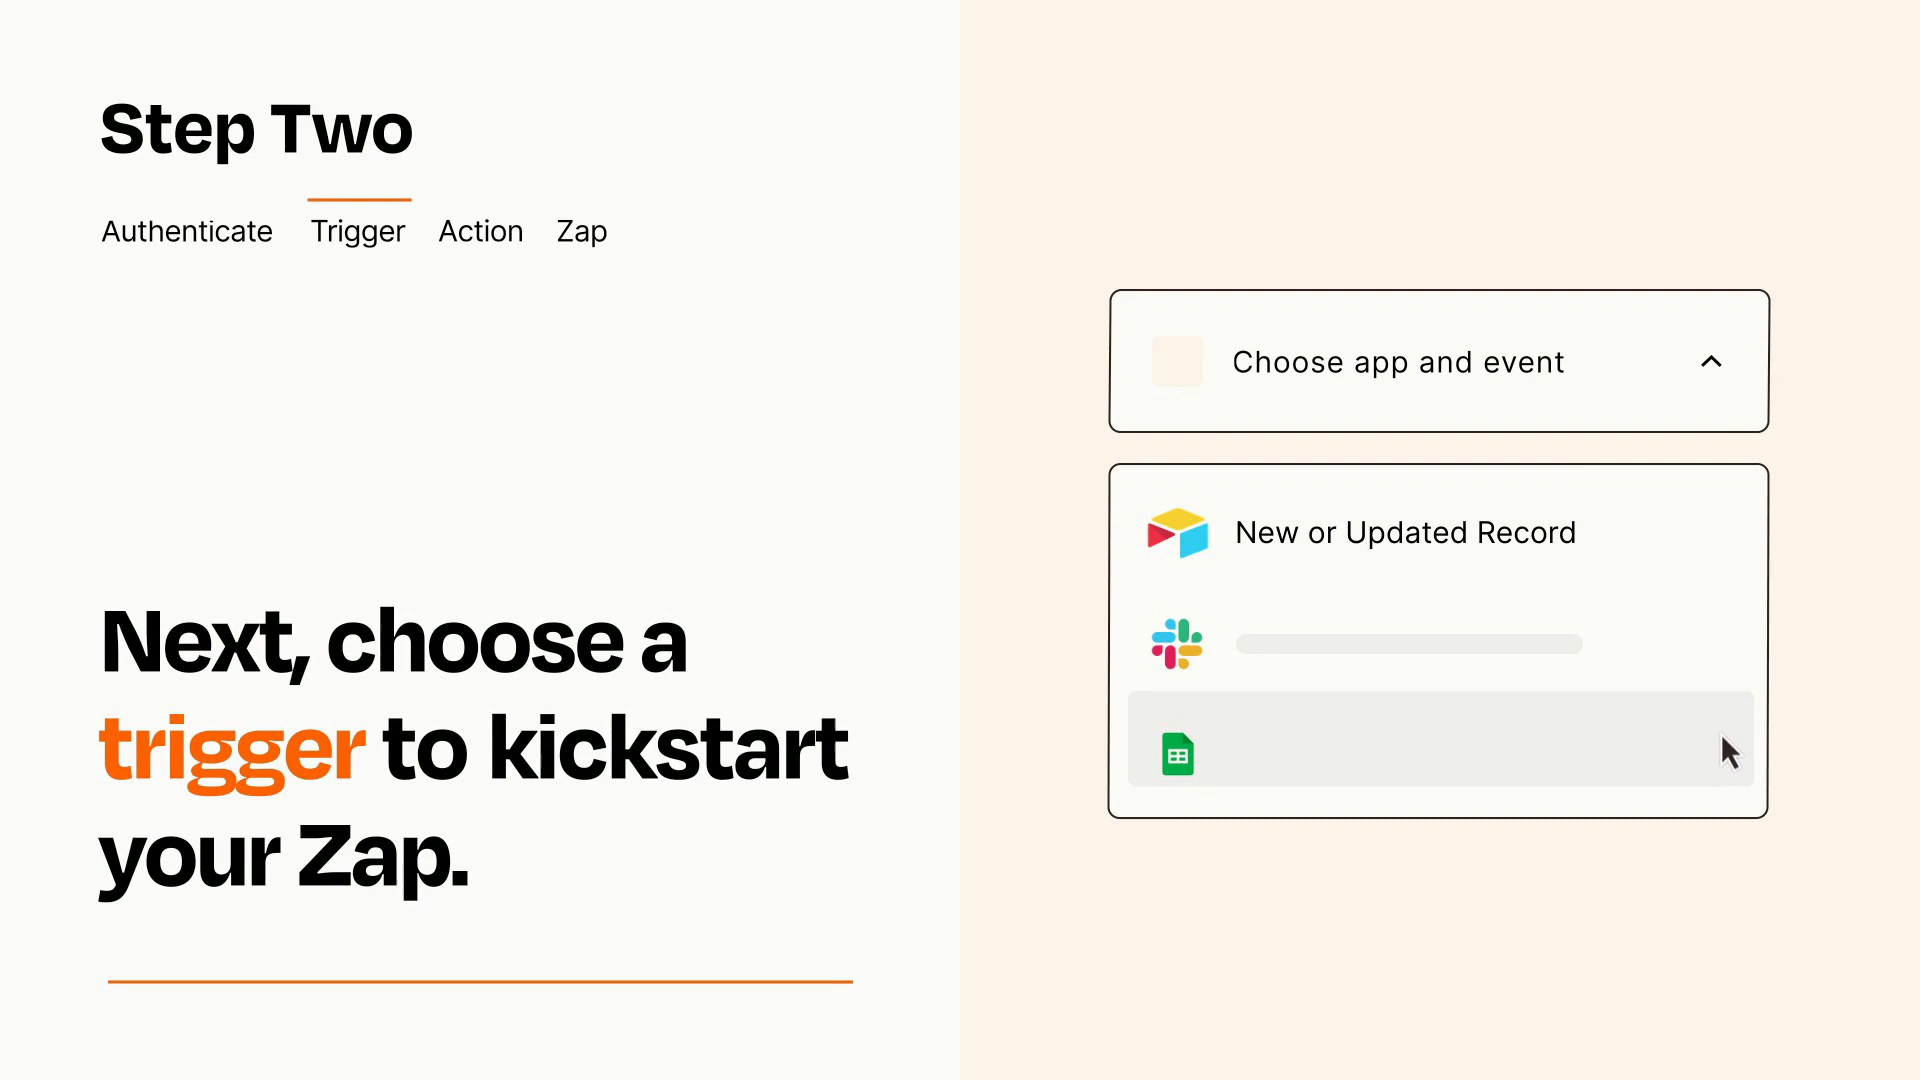 Step Two
Authenticate Trigger Action Zap
Next, choose a
trigger to kickstart
your Zap.
Choose app and event
New or Updated Record